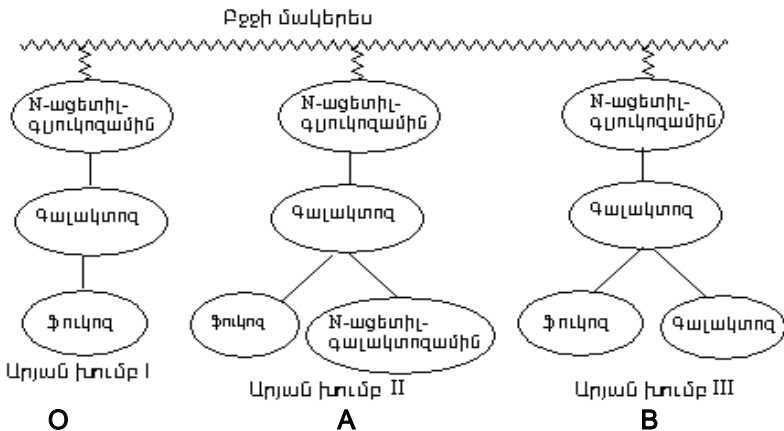 Բջջի մակերես
N-ացետիլ-
գլյուկոզամին
Գալակտոզ
Ֆուկոզ
Արյան խումբ I
O
N-ացետիլ-
գլյուկոզամին
Գալակտոզ
Ֆուկոզ
N-ացետիլ-
գալակտոզամին
Արյան խումբ II
A
N-ացետիլ-
գլյուկոզամին
Գալակտոզ
Ֆուկոզ
Գալակտոզ
Արյան խումբ III
B